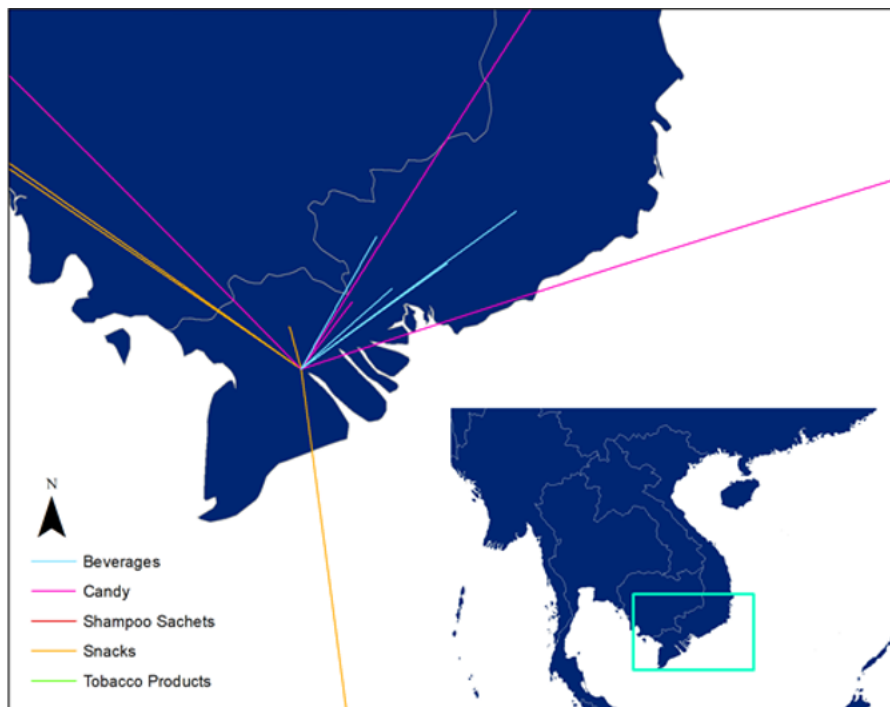 N
Beverages
Candy
Shampoo Sachets
Snacks
Tobacco Products